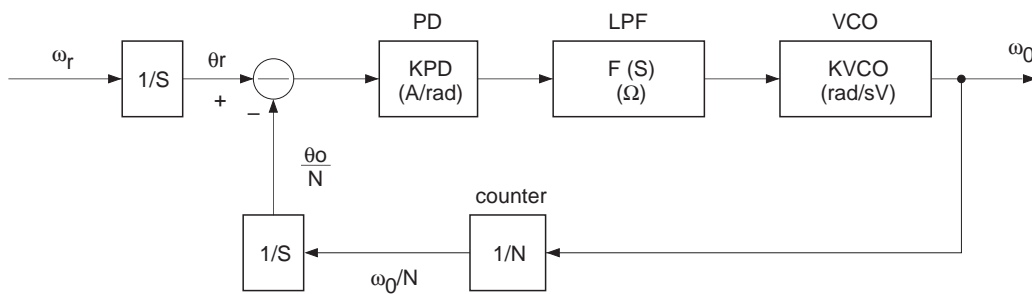 PD
LPF
VCO
ωr
1/S
θr
+
−
KPD
(A/rad)
F (S)
(Ω)
KVCO
(rad/sV)
ω0
θo
N
counter
1/S
ω0/N
1/N